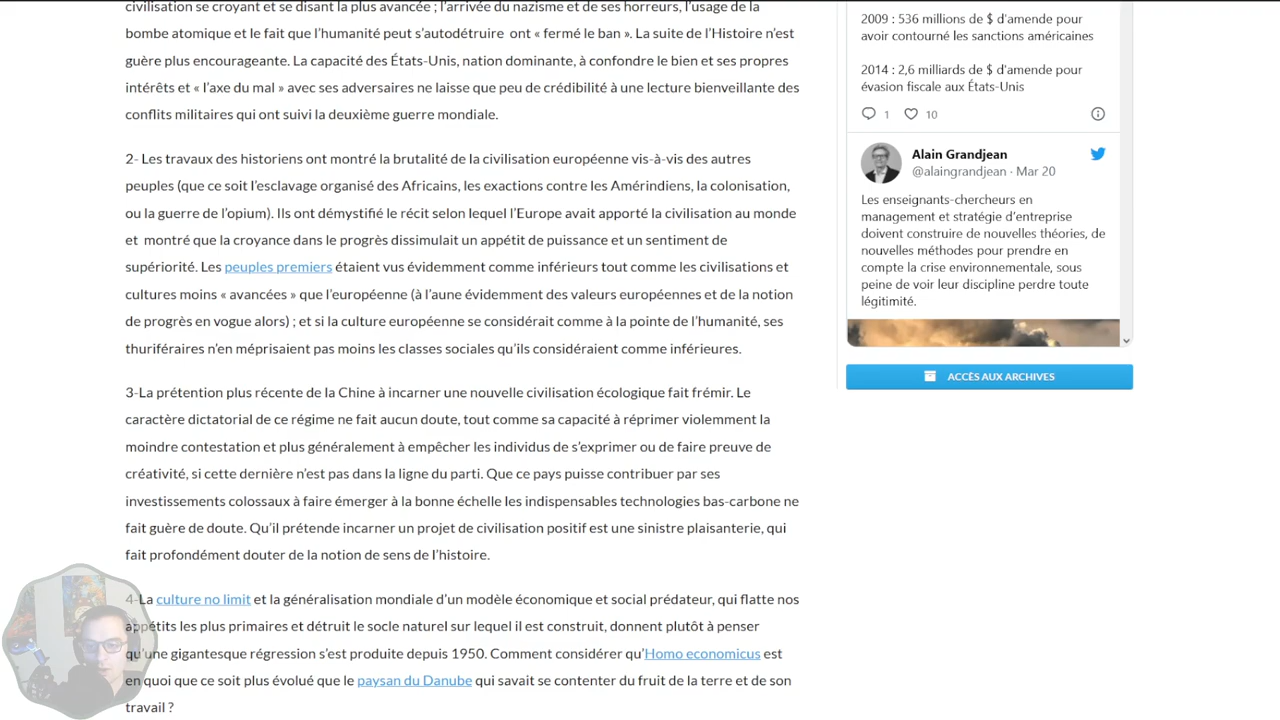 civilisation se croyant et se disant la plus avancée ; l’arrivée du nazisme et de ses horreurs, l’usage de la
bombe atomique et le fait que l’humanité peut s’autodétruire  ont « fermé le ban ». La suite de l’Histoire n’est
guère plus encourageante. La capacité des États-Unis, nation dominante, à confondre le bien et ses propres
intérêts et « l’axe du mal » avec ses adversaires ne laisse que peu de crédibilité à une lecture bienveillante des
conflits militaires qui ont suivi la deuxième guerre mondiale.
2- Les travaux des historiens ont montré la brutalité de la civilisation européenne vis-à-vis des autres
peuples (que ce soit l’esclavage organisé des Africains, les exactions contre les Amérindiens, la colonisation,
ou la guerre de l’opium). Ils ont démystifié le récit selon lequel l’Europe avait apporté la civilisation au monde
et  montré que la croyance dans le progrès dissimulait un appétit de puissance et un sentiment de
supériorité. Les peuples premiers étaient vus évidemment comme inférieurs tout comme les civilisations et
cultures moins « avancées » que l’européenne (à l’aune évidemment des valeurs européennes et de la notion
de progrès en vogue alors) ; et si la culture européenne se considérait comme à la pointe de l’humanité, ses
thuriféraires n’en méprisaient pas moins les classes sociales qu’ils considéraient comme inférieures.
3-La prétention plus récente de la Chine à incarner une nouvelle civilisation écologique fait frémir. Le
caractère dictatorial de ce régime ne fait aucun doute, tout comme sa capacité à réprimer violemment la
moindre contestation et plus généralement à empêcher les individus de s’exprimer ou de faire preuve de
créativité, si cette dernière n’est pas dans la ligne du parti. Que ce pays puisse contribuer par ses
investissements colossaux à faire émerger à la bonne échelle les indispensables technologies bas-carbone ne
fait guère de doute. Qu’il prétende incarner un projet de civilisation positif est une sinistre plaisanterie, qui
fait profondément douter de la notion de sens de l’histoire.
4-La culture no limit et la généralisation mondiale d’un modèle économique et social prédateur, qui flatte nos
appétits les plus primaires et détruit le socle naturel sur lequel il est construit, donnent plutôt à penser
qu’une gigantesque régression s’est produite depuis 1950. Comment considérer qu’Homo economicus est
en quoi que ce soit plus évolué que le paysan du Danube qui savait se contenter du fruit de la terre et de son
travail ?
2009 : 536 millions de $ d'amende pour
avoir contourné les sanctions américaines
2014 : 2,6 milliards de $ d'amende pour
évasion fiscale aux États-Unis
1 10
Alain Grandjean
@alaingrandjean · Mar 20
Les enseignants-chercheurs en
management et stratégie d’entreprise
doivent construire de nouvelles théories, de
nouvelles méthodes pour prendre en
compte la crise environnementale, sous
peine de voir leur discipline perdre toute
légitimité.
ACCÈS AUX ARCHIVES